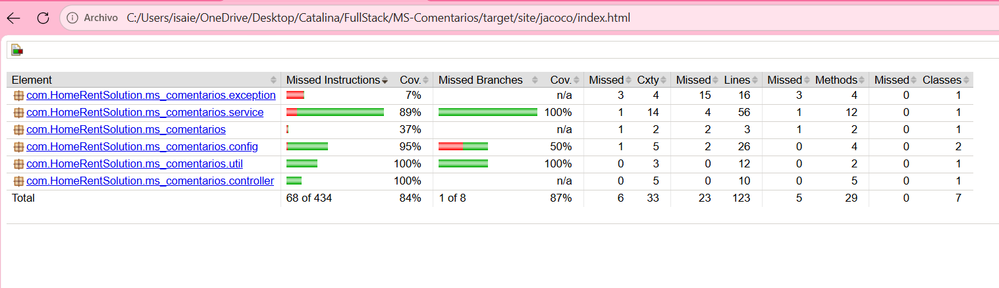 Archivo C:/Users/isaie/OneDrive/Desktop/Catalina/FullStack/MS-Comentarios/target/site/jacoco/index.html
Element Missed Instructions Cov. Missed Branches Cov. Missed Cxty Missed Lines Missed Methods Missed Classes
com.HomeRentSolution.ms_comentarios.exception 7% n/a 3 4 15 16 3 4 0 1
com.HomeRentSolution.ms_comentarios.service 89% 100% 1 14 4 56 1 12 0 1
com.HomeRentSolution.ms_comentarios 37% n/a 1 2 2 3 1 2 0 1
com.HomeRentSolution.ms_comentarios.config 95% 50% 1 5 2 26 0 4 0 2
com.HomeRentSolution.ms_comentarios.util 100% 100% 0 3 0 12 0 2 0 1
com.HomeRentSolution.ms_comentarios.controller 100% n/a 0 5 0 10 0 5 0 1
Total 68 of 434 84% 1 of 8 87% 6 33 23 123 5 29 0 7